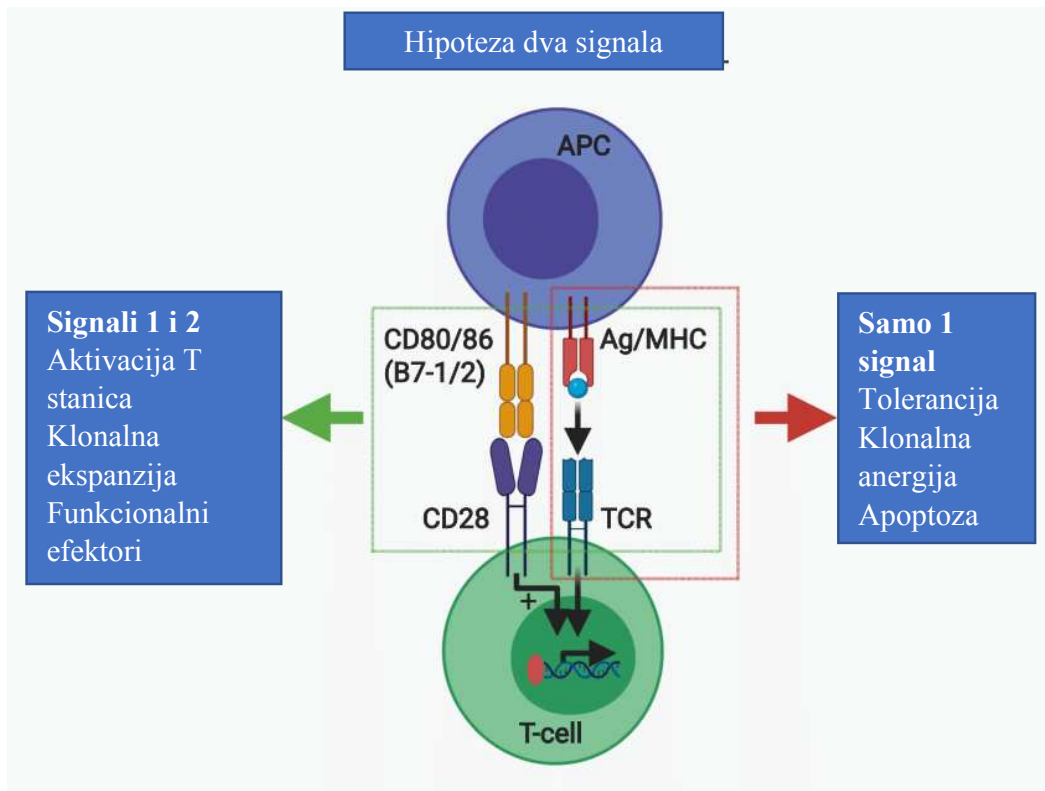 Hipoteza dva signala
APC
Signali 1 i 2
Aktivacija T
stanica
Klonalna
ekspanzija
Funkcionalni
efektori
CD80/86
(B7-1/2)
Ag/MHC
CD28
TCR
+
T-cell
Samo 1
signal
Tolerancija
Klonalna
anergija
Apoptoza